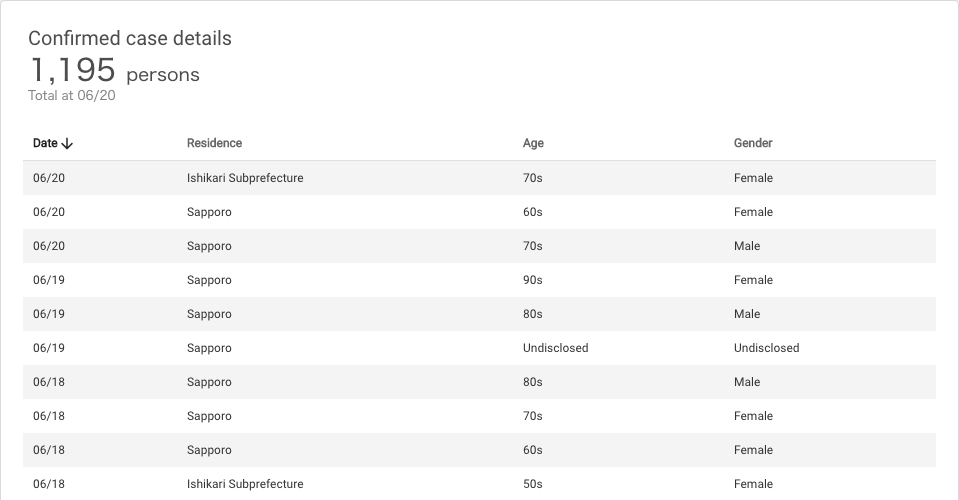 Confirmed case details
1,195 persons
Total at 06/20
Date ↓ Residence Age Gender
06/20 Ishikari Subprefecture 70s Female
06/20 Sapporo 60s Female
06/20 Sapporo 70s Male
06/19 Sapporo 90s Female
06/19 Sapporo 80s Male
06/19 Sapporo Undisclosed Undisclosed
06/18 Sapporo 80s Male
06/18 Sapporo 70s Female
06/18 Sapporo 60s Female
06/18 Ishikari Subprefecture 50s Female